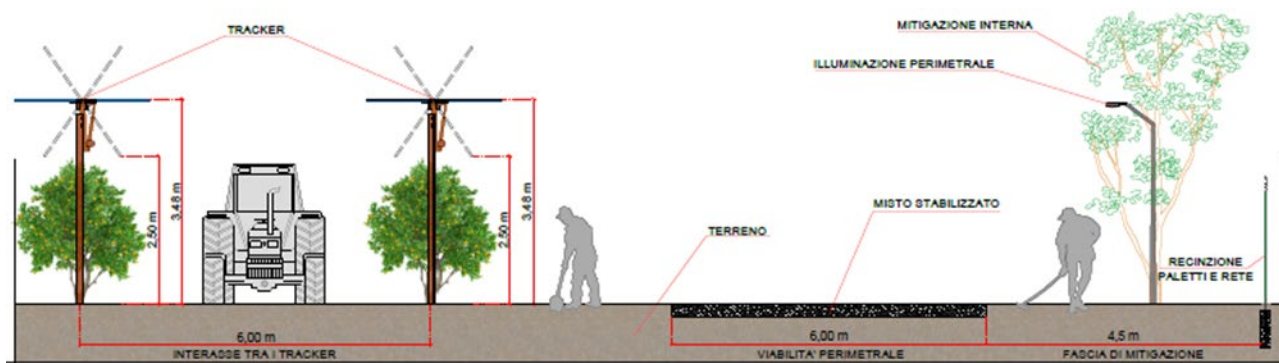 TRACKER
MITIGAZIONE INTERNA
ILLUMINAZIONE PERIMETRALE
2,50 m
3,48 m
2,50 m
3,48 m
MISTO STABILIZZATO
TERRENO
RECINZIONE
PALETTI E RETE
6,00 m
INTERASSE TRA I TRACKER
6,00 m
VIABILITA' PERIMETRALE
4,5 m
FASCIA DI MITIGAZIONE